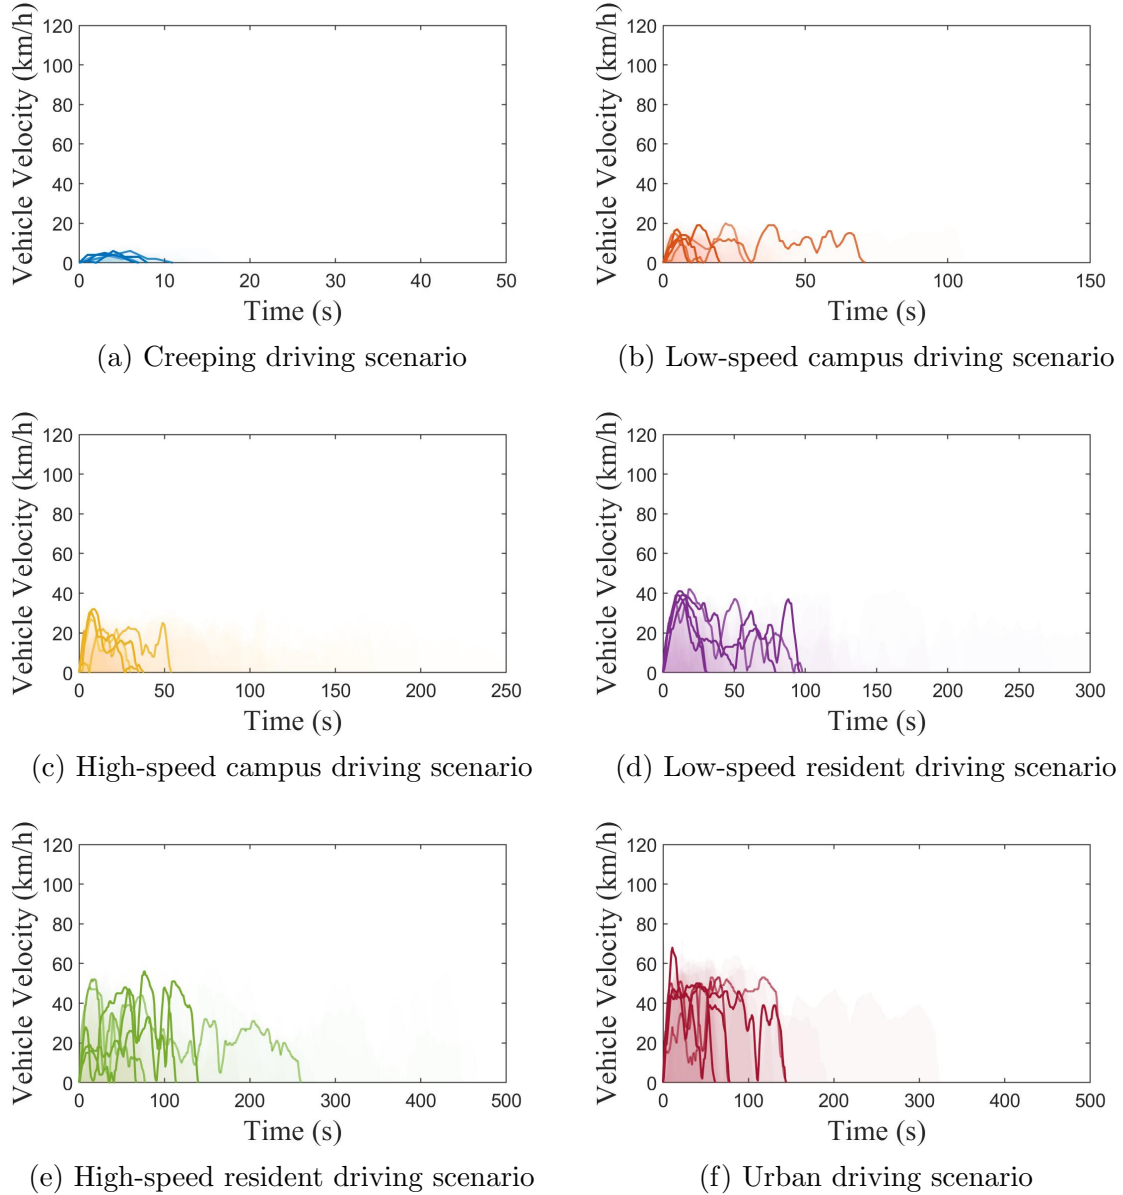 Vehicle Velocity (km/h)
120
100
80
60
40
20
0
0 10 20 30 40 50
Time (s)
(a) Creeping driving scenario
Vehicle Velocity (km/h)
120
100
80
60
40
20
0
0 50 100 150
Time (s)
(b) Low-speed campus driving scenario
Vehicle Velocity (km/h)
120
100
80
60
40
20
0
0 50 100 150 200 250
Time (s)
(c) High-speed campus driving scenario
Vehicle Velocity (km/h)
120
100
80
60
40
20
0
0 50 100 150 200 250 300
Time (s)
(d) Low-speed resident driving scenario
Vehicle Velocity (km/h)
120
100
80
60
40
20
0
0 100 200 300 400 500
Time (s)
(e) High-speed resident driving scenario
Vehicle Velocity (km/h)
120
100
80
60
40
20
0
0 100 200 300 400 500
Time (s)
(f) Urban driving scenario